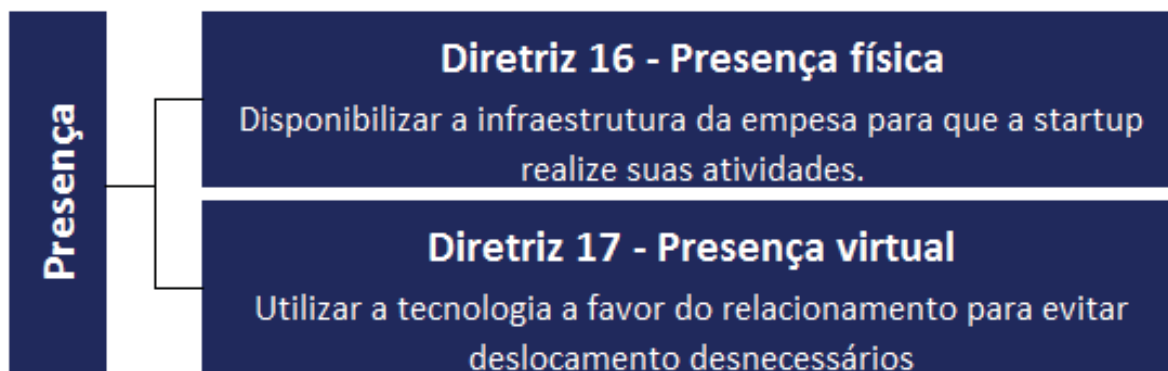 Presença
Diretriz 16 - Presença física
Disponibilizar a infraestrutura da empesa para que a startup
realize suas atividades.
Diretriz 17 - Presença virtual
Utilizar a tecnologia a favor do relacionamento para evitar
deslocamento desnecessários